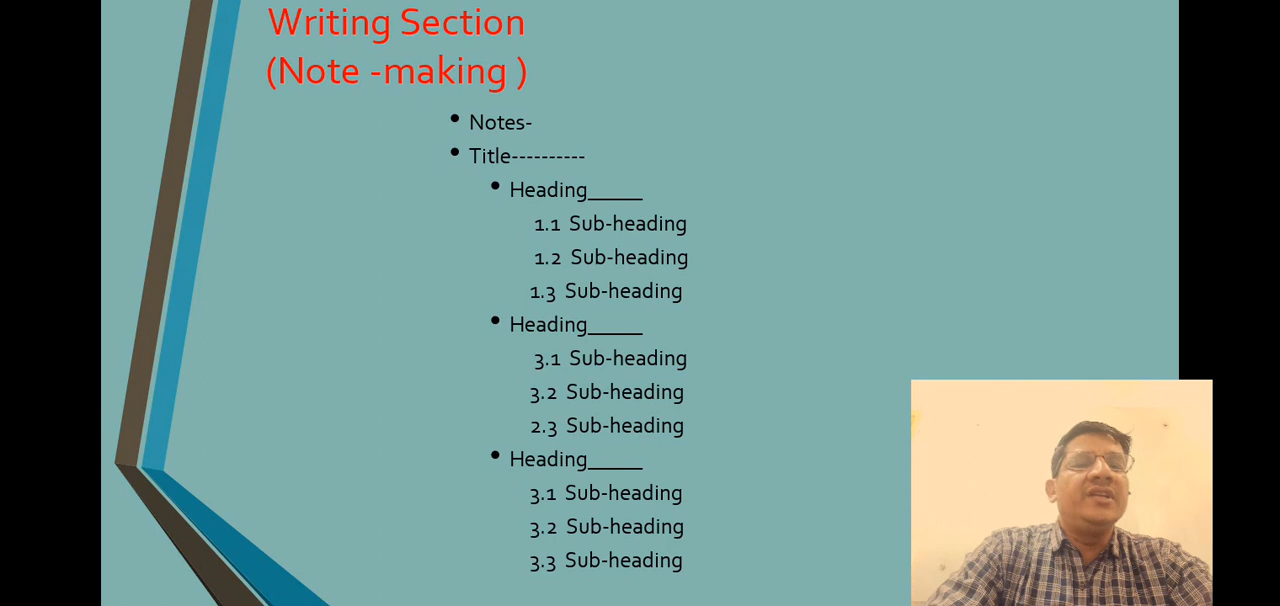 Writing Section
(Note -making )
• Notes-
• Title----------
• Heading_____
1.1 Sub-heading
1.2 Sub-heading
1.3 Sub-heading
• Heading_____
3.1 Sub-heading
3.2 Sub-heading
2.3 Sub-heading
• Heading_____
3.1 Sub-heading
3.2 Sub-heading
3.3 Sub-heading